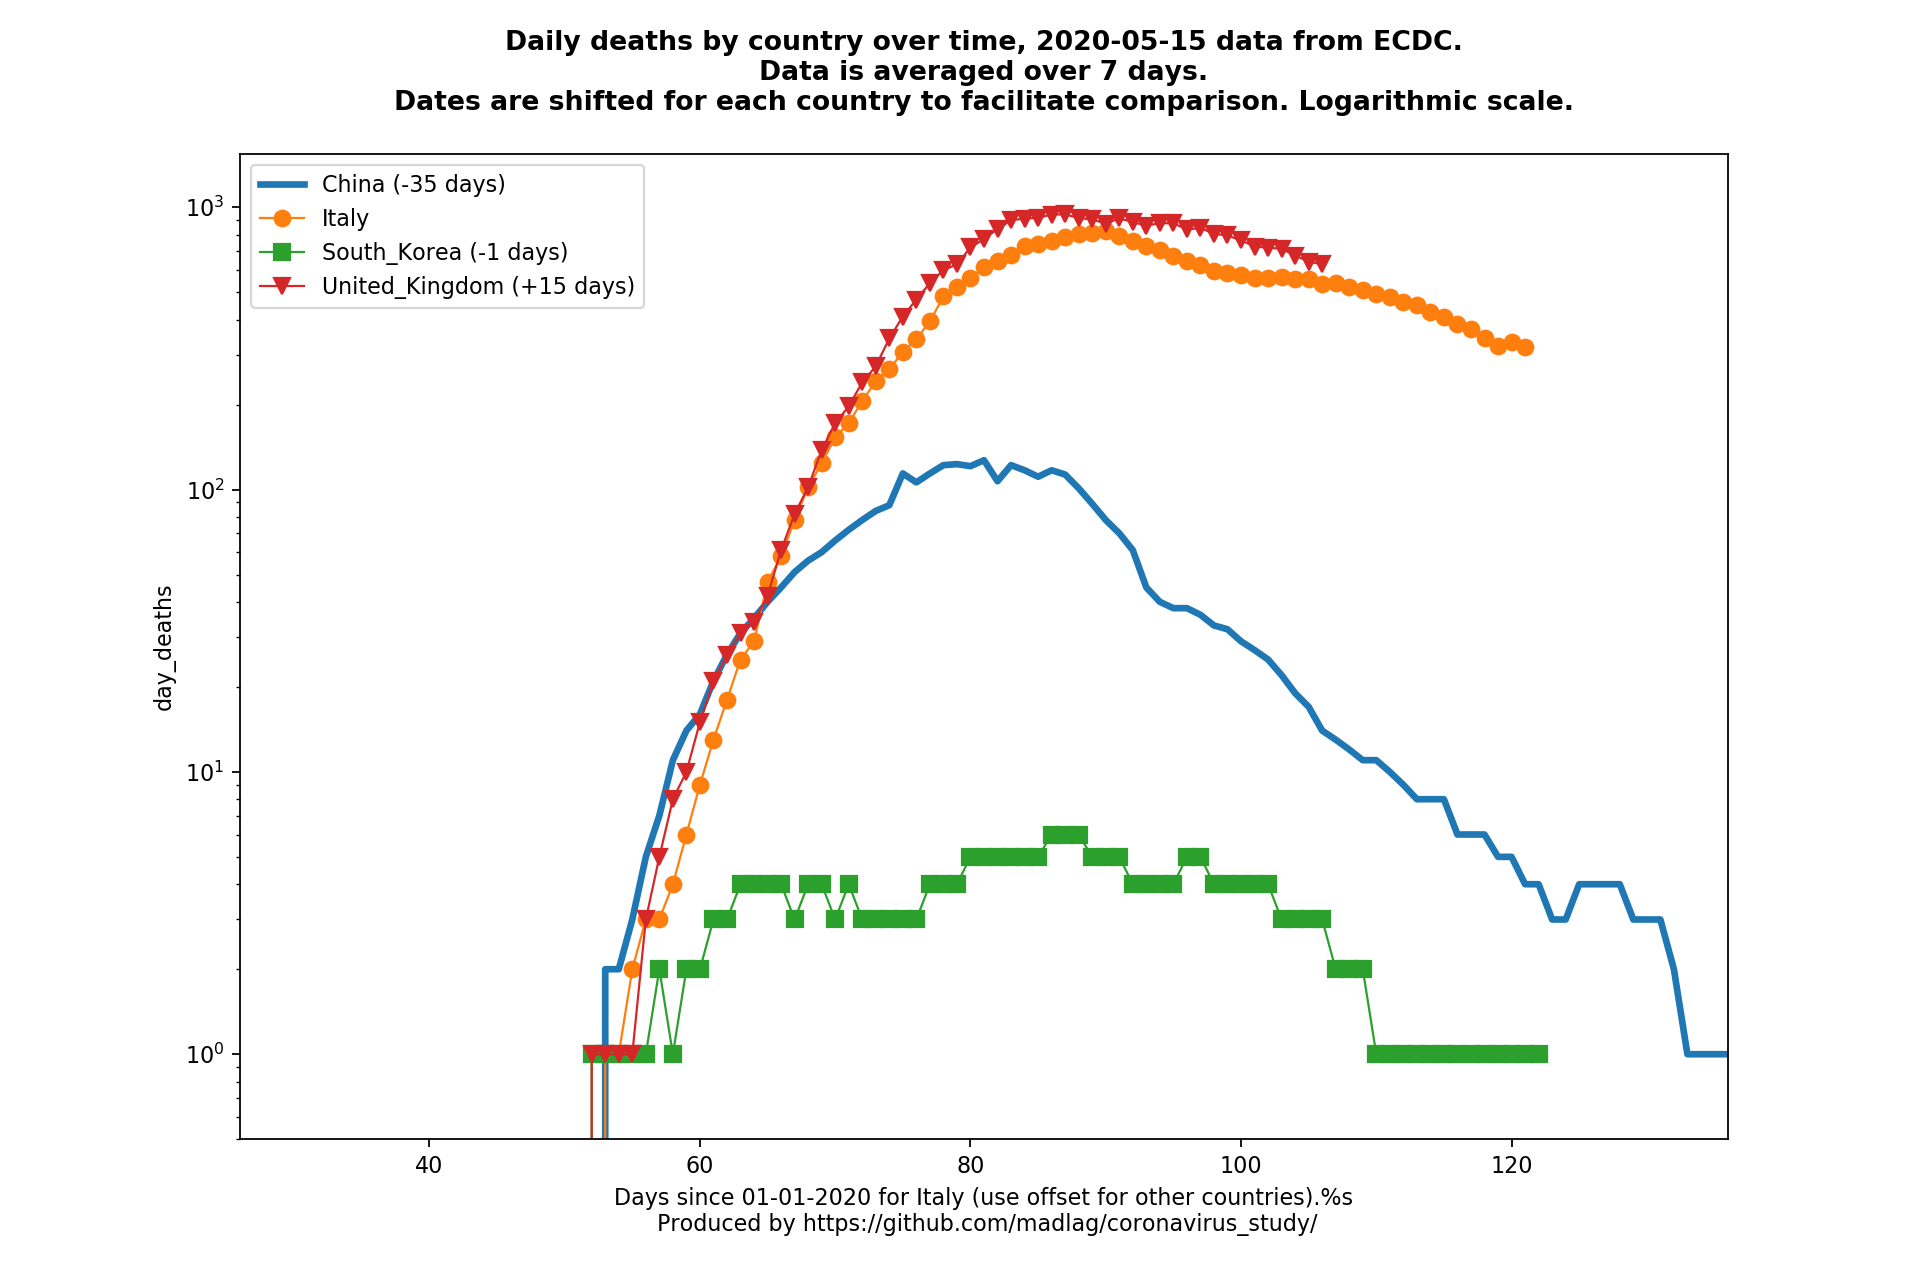 Daily deaths by country over time, 2020-05-15 data from ECDC.
Data is averaged over 7 days.
Dates are shifted for each country to facilitate comparison. Logarithmic scale.
China (-35 days)
Italy
South_Korea (-1 days)
United_Kingdom (+15 days)
10³
10²
10¹
10⁰
day_deaths
40 60 80 100 120
Days since 01-01-2020 for Italy (use offset for other countries).%s
Produced by https://github.com/madlag/coronavirus_study/